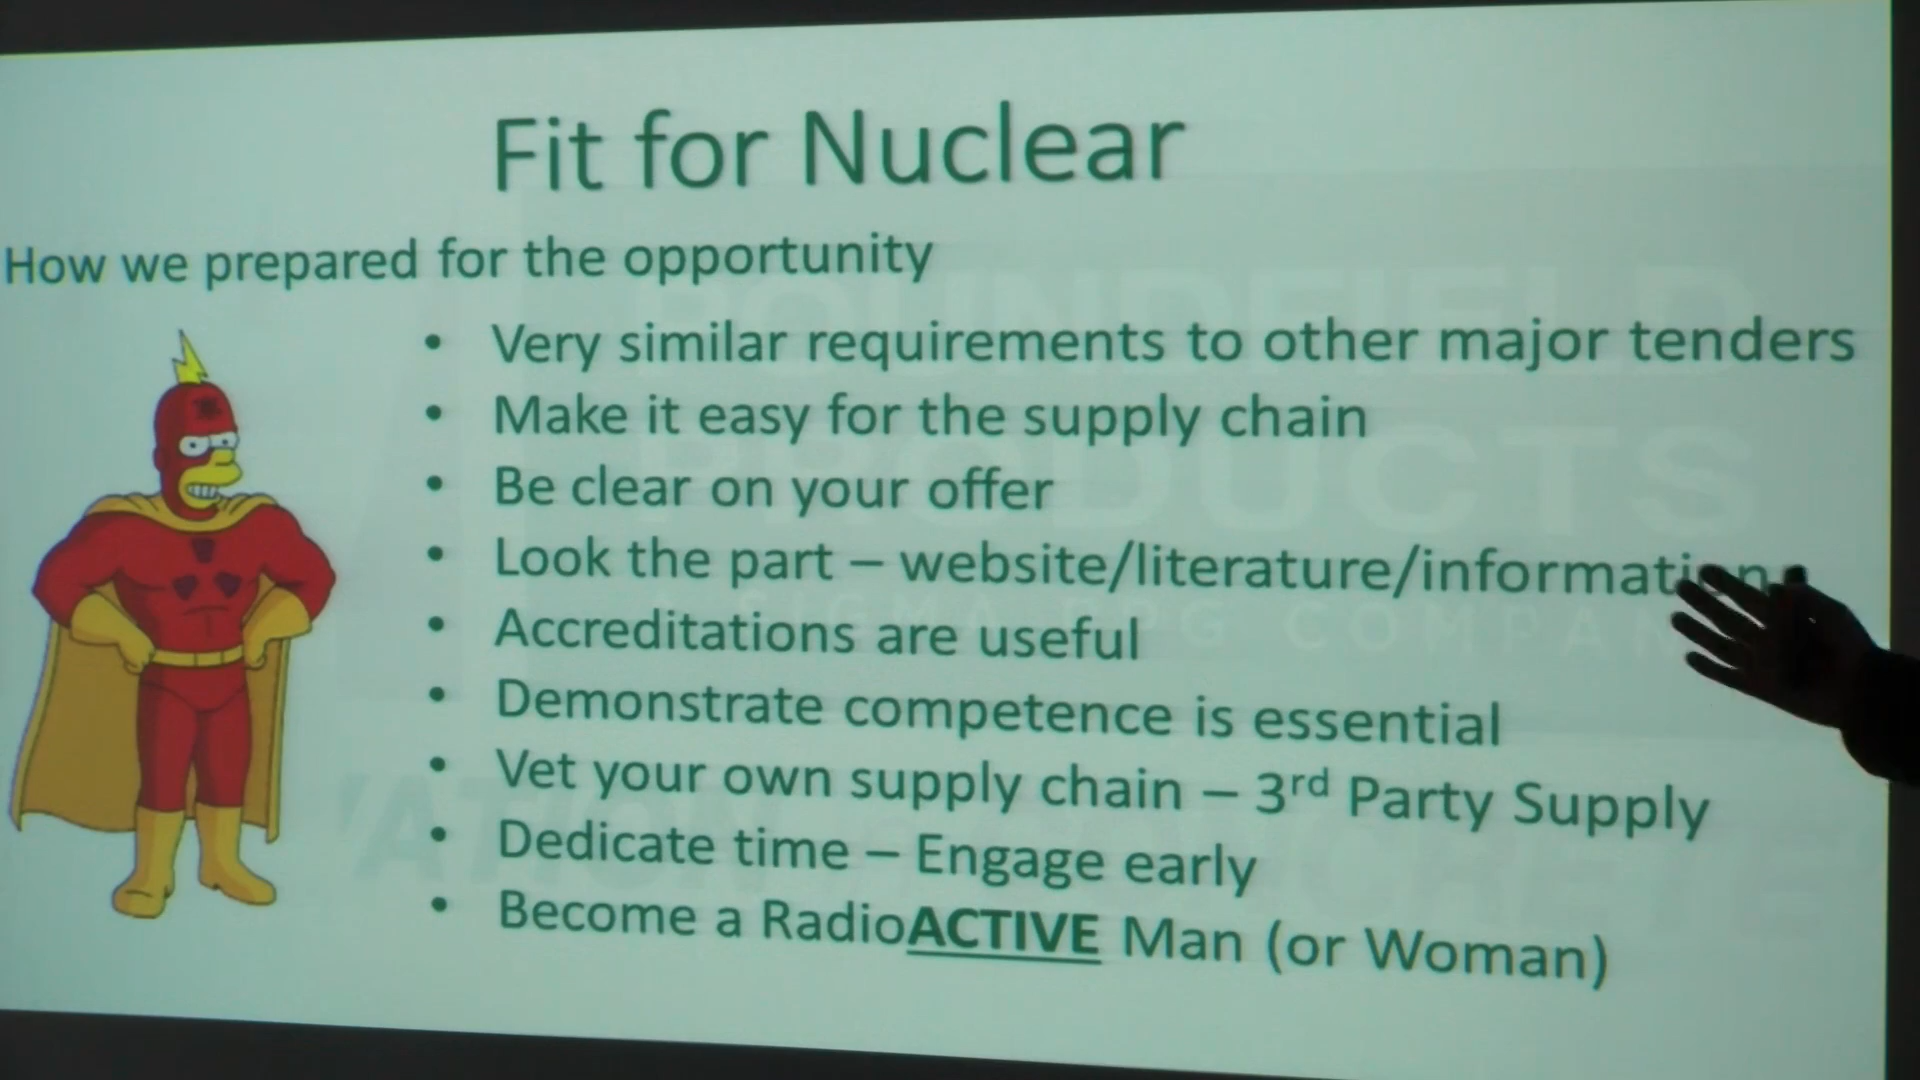 Fit for Nuclear
How we prepared for the opportunity
• Very similar requirements to other major tenders
• Make it easy for the supply chain
• Be clear on your offer
• Look the part – website/literature/information
• Accreditations are useful
• Demonstrate competence is essential
• Vet your own supply chain – 3rd Party Supply
• Dedicate time – Engage early
• Become a RadioACTIVE Man (or Woman)
POUNDFIELD
PRODUCTS